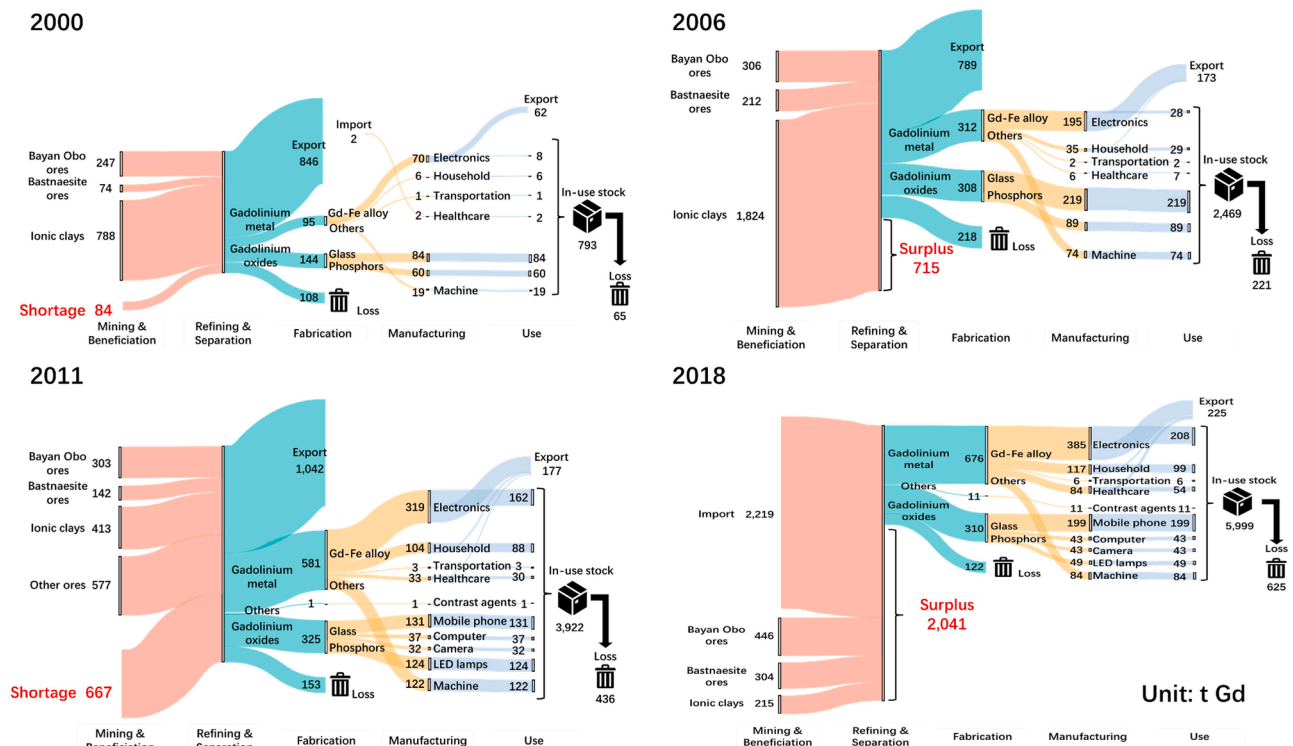 2000
Bayan Obo ores 247
Bastnaesite ores 74
Ionic clays 788
Shortage 84
Export 846
Import 2
Gadolinium metal 95
Gadolinium oxides 144
108 Loss
Gd-Fe alloy
Others
Glass
Phosphors
Export 62
70 Electronics 8
6 Household 6
1 Transportation 1
2 Healthcare 2
84 84
60 60
19 Machine 19
In-use stock 793
Loss 65
Mining & Beneficiation
Refining & Separation
Fabrication
Manufacturing
Use
2006
Bayan Obo ores 306
Bastnaesite ores 212
Ionic clays 1,824
Export 789
Gadolinium metal 312
Gadolinium oxides 308
218 Loss
Surplus 715
Gd-Fe alloy
Others
Glass
Phosphors
Export 173
195 Electronics 28
35 Household 29
2 Transportation 2
6 Healthcare 7
219 219
89 89
74 Machine 74
In-use stock 2,469
Loss 221
Mining & Beneficiation
Refining & Separation
Fabrication
Manufacturing
Use
2011
Bayan Obo ores 303
Bastnaesite ores 142
Ionic clays 413
Other ores 577
Shortage 667
Export 1,042
Gadolinium metal 581
Others 1
Gadolinium oxides 325
153 Loss
Gd-Fe alloy
Others
Glass
Phosphors
Export 177
319 Electronics 162
104 Household 88
3 Transportation 3
33 Healthcare 30
1 Contrast agents 1
131 Mobile phone 131
37 Computer 37
32 Camera 32
124 LED lamps 124
122 Machine 122
In-use stock 3,922
Loss 436
Mining & Beneficiation
Refining & Separation
Fabrication
Manufacturing
Use
2018
Import 2,219
Bayan Obo ores 446
Bastnaesite ores 304
Ionic clays 215
Gadolinium metal 676
Others 11
Gadolinium oxides 310
122 Loss
Surplus 2,041
Gd-Fe alloy
Others
Glass
Phosphors
Export 225
385 Electronics 208
117 Household 99
6 Transportation 6
84 Healthcare 54
11 Contrast agents 11
199 Mobile phone 199
43 Computer 43
43 Camera 43
49 LED lamps 49
84 Machine 84
In-use stock 5,999
Loss 625
Unit: t Gd
Mining & Beneficiation
Refining & Separation
Fabrication
Manufacturing
Use